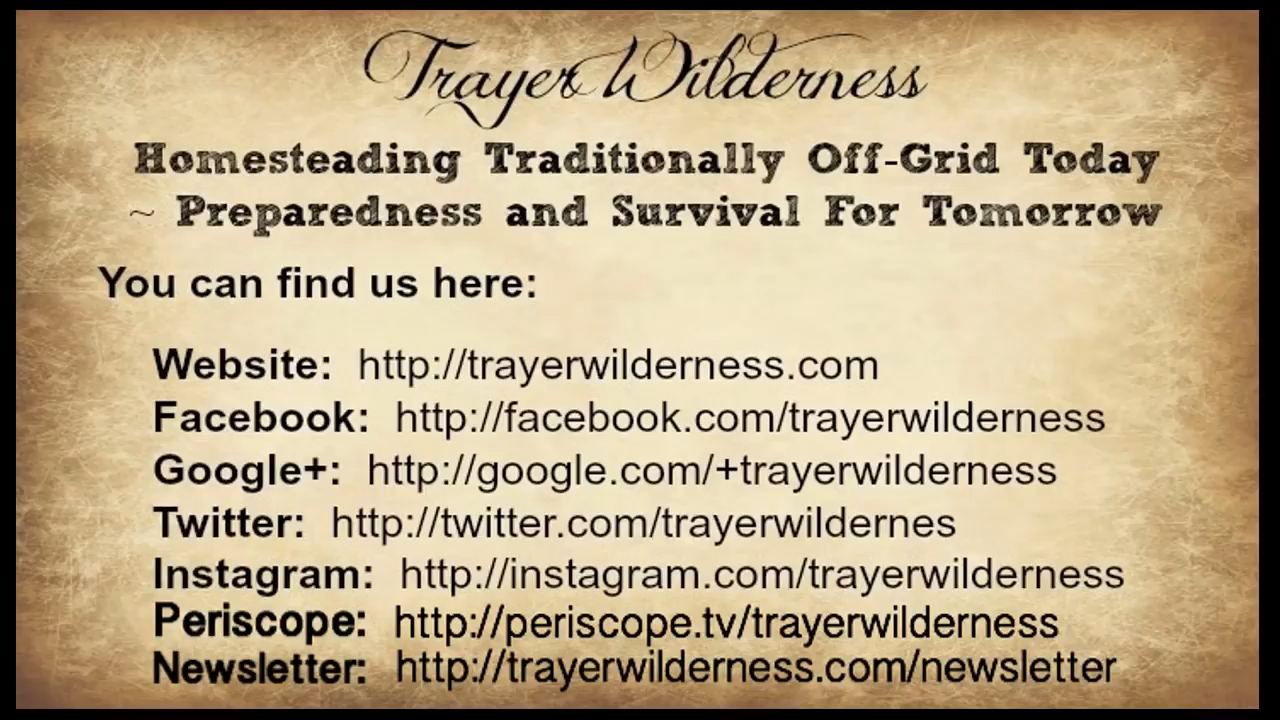 Trayer Wilderness
Homesteading Traditionally Off-Grid Today
~ Preparedness and Survival For Tomorrow
You can find us here:
Website: http://trayerwilderness.com
Facebook: http://facebook.com/trayerwilderness
Google+: http://google.com/+trayerwilderness
Twitter: http://twitter.com/trayerwildernes
Instagram: http://instagram.com/trayerwilderness
Periscope: http://periscope.tv/trayerwilderness
Newsletter: http://trayerwilderness.com/newsletter